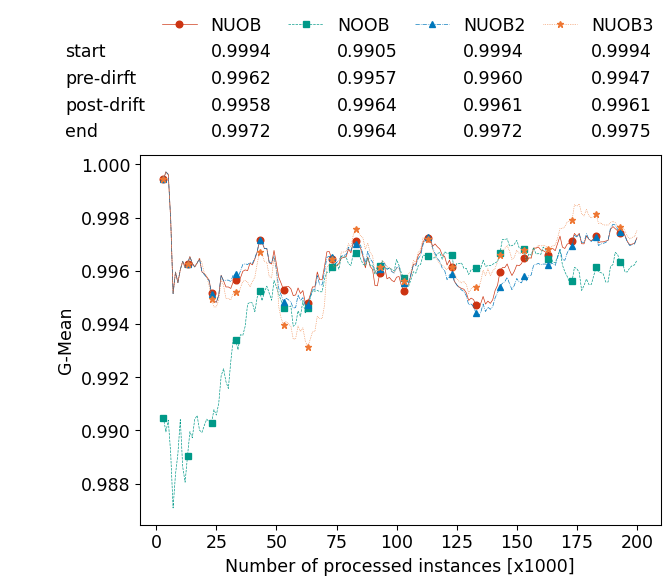 NUOB NOOB NUOB2 NUOB3
start 0.9994 0.9905 0.9994 0.9994
pre-dirft 0.9962 0.9957 0.9960 0.9947
post-drift 0.9958 0.9964 0.9961 0.9961
end 0.9972 0.9964 0.9972 0.9975
1.000
0.998
0.996
0.994
0.992
0.990
0.988
G-Mean
0 25 50 75 100 125 150 175 200
Number of processed instances [x1000]